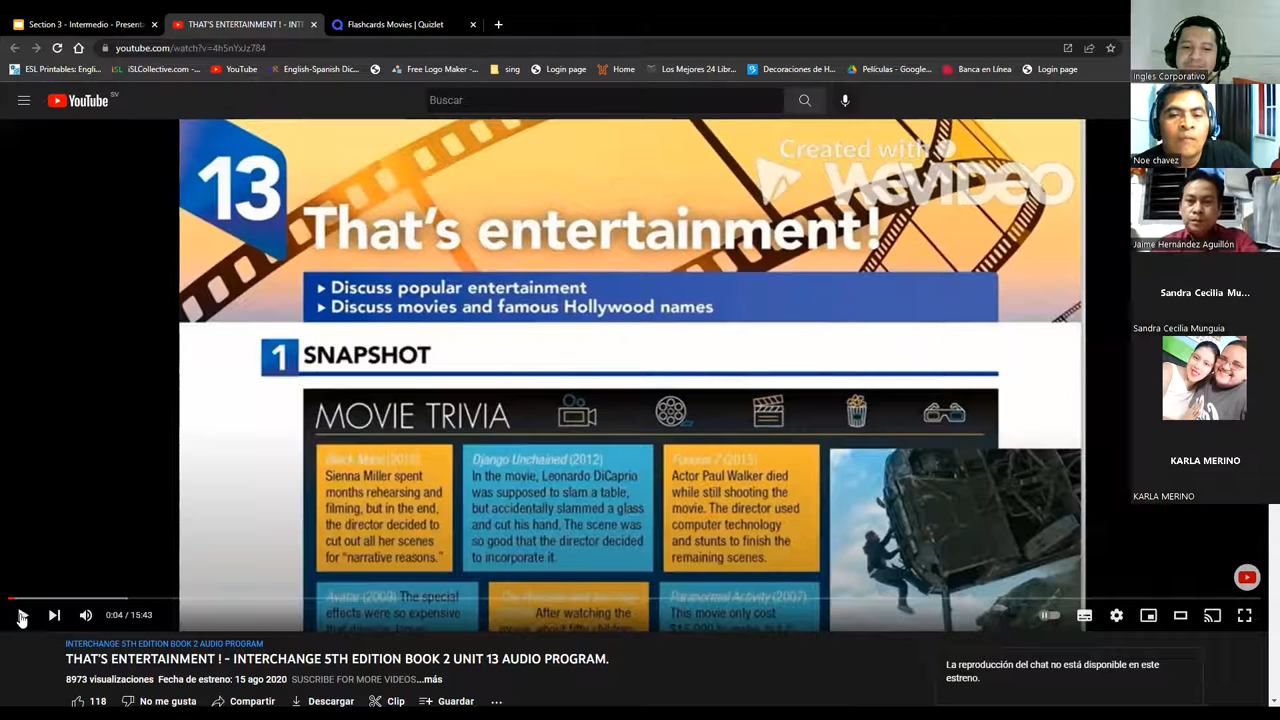 Section 3 - Intermedio - Present
THAT'S ENTERTAINMENT ! - INTE
Flashcards Movies | Quizlet
youtube.com/watch?v=4h5nYxJz784
ESL Printables: Engli...
iSLCollective.com -...
YouTube
English-Spanish Dic...
Free Logo Maker -...
sing
Login page
Home
Los Mejores 24 Libr...
Decoraciones de H...
Películas - Google...
Banca en Línea
Login page
YouTube SV
Buscar
Created with
WEVIDEO
13
That's entertainment!
▸ Discuss popular entertainment
▸ Discuss movies and famous Hollywood names
1 SNAPSHOT
MOVIE TRIVIA
Sienna Miller spent
months rehearsing and
filming, but in the end,
the director decided to
cut out all her scenes
for "narrative reasons."
Django Unchained (2012)
In the movie, Leonardo DiCaprio
was supposed to slam a table,
but accidentally slammed a glass
and cut his hand. The scene was
so good that the director decided
to incorporate it.
Furious 7 (2015)
Actor Paul Walker died
while still shooting the
movie. The director used
computer technology
and stunts to finish the
remaining scenes.
Avatar (2009) The special
effects were so expensive
After watching the
Paranormal Activity (2007)
This movie only cost
0:04 / 15:43
INTERCHANGE 5TH EDITION BOOK 2 AUDIO PROGRAM
THAT'S ENTERTAINMENT ! - INTERCHANGE 5TH EDITION BOOK 2 UNIT 13 AUDIO PROGRAM.
8973 visualizaciones Fecha de estreno: 15 ago 2020 SUSCRIBE FOR MORE VIDEOS...más
118
No me gusta
Compartir
Descargar
Clip
Guardar
...
La reproducción del chat no está disponible en este
estreno.
Ingles Corporativo
Noe chavez
Jaime Hernández Aguillón
Sandra Cecilia Mu...
Sandra Cecilia Munguia
KARLA MERINO
KARLA MERINO